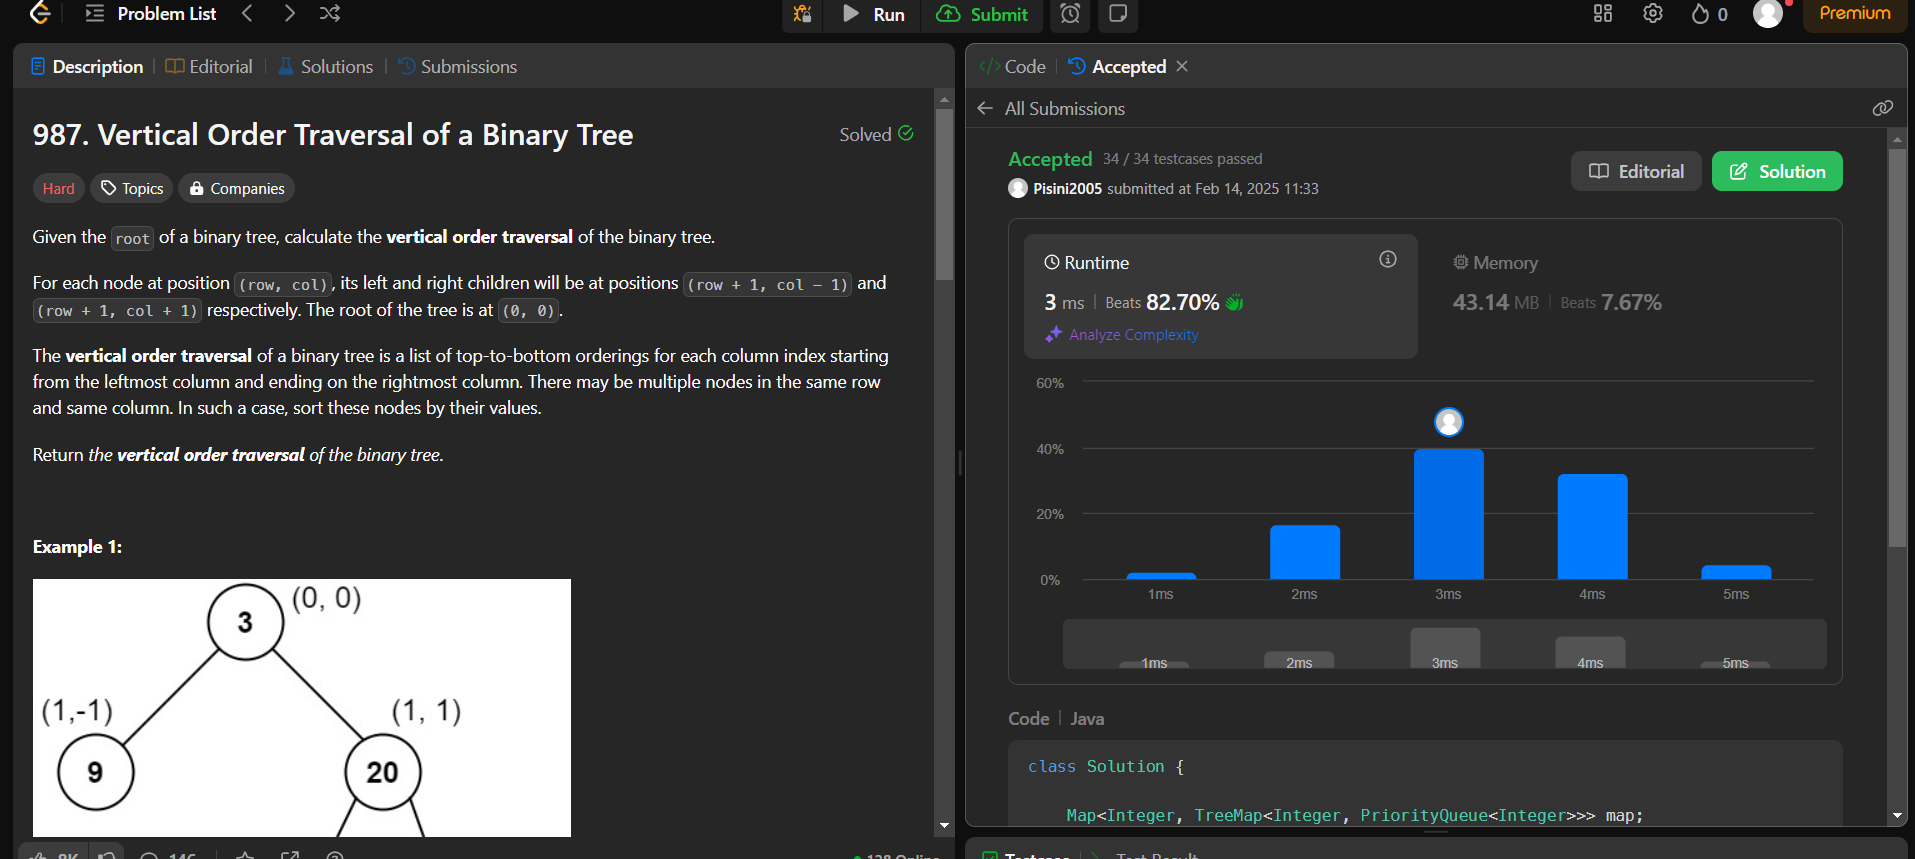 Problem List
Run
Submit
0
Premium
Description
Editorial
Solutions
Submissions
987. Vertical Order Traversal of a Binary Tree
Solved
Hard
Topics
Companies
Given the root of a binary tree, calculate the vertical order traversal of the binary tree.
For each node at position (row, col), its left and right children will be at positions (row + 1, col - 1) and
(row + 1, col + 1) respectively. The root of the tree is at (0, 0).
The vertical order traversal of a binary tree is a list of top-to-bottom orderings for each column index starting
from the leftmost column and ending on the rightmost column. There may be multiple nodes in the same row
and same column. In such a case, sort these nodes by their values.
Return the vertical order traversal of the binary tree.
Example 1:
3
(0, 0)
(1,-1)
(1, 1)
9
20
8K
146
138 Online
</> Code
Accepted
All Submissions
Accepted 34 / 34 testcases passed
Pisini2005 submitted at Feb 14, 2025 11:33
Editorial
Solution
Runtime
3 ms | Beats 82.70%
Analyze Complexity
Memory
43.14 MB | Beats 7.67%
60%
40%
20%
0%
1ms 2ms 3ms 4ms 5ms
1ms 2ms 3ms 4ms 5ms
Code | Java
class Solution {
Map<Integer, TreeMap<Integer, PriorityQueue<Integer>>> map;
Testcase
Test Result